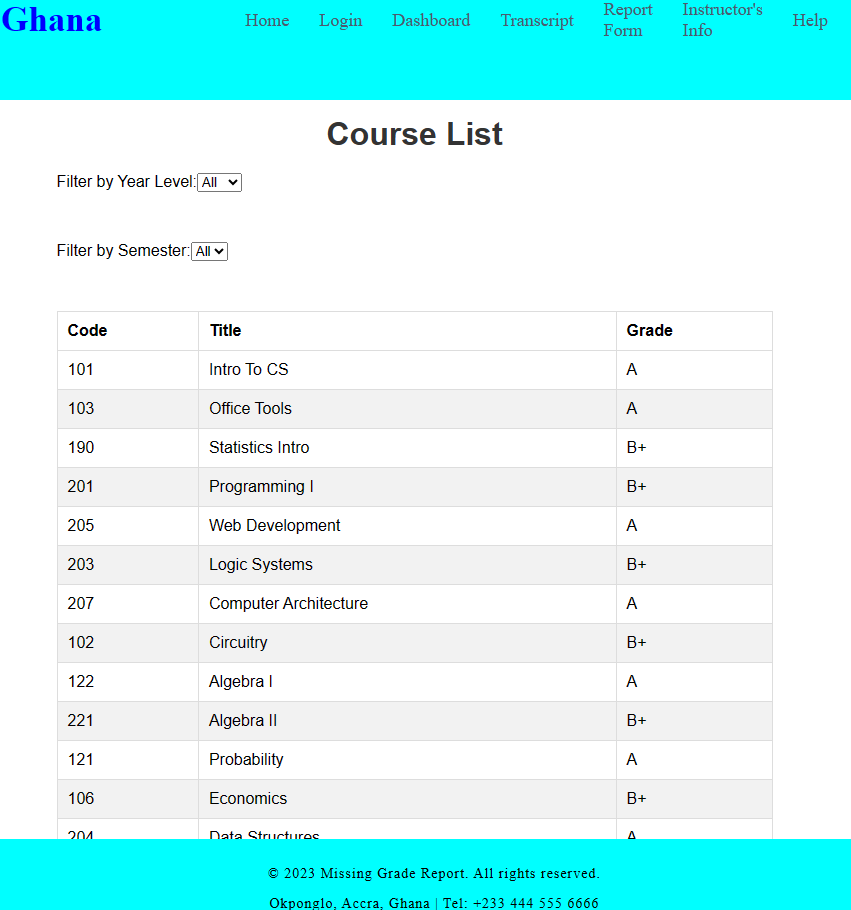 Ghana
Home Login Dashboard Transcript Report Form Instructor's Info Help
Course List
Filter by Year Level: All
Filter by Semester: All
Code Title Grade
101 Intro To CS A
103 Office Tools A
190 Statistics Intro B+
201 Programming I B+
205 Web Development A
203 Logic Systems B+
207 Computer Architecture A
102 Circuitry B+
122 Algebra I A
221 Algebra II B+
121 Probability A
106 Economics B+
204 Data Structures A
© 2023 Missing Grade Report. All rights reserved.
Okponglo, Accra, Ghana | Tel: +233 444 555 6666